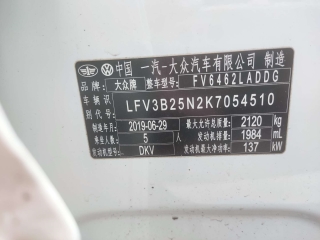 中国 一汽-大众汽车有限公司 制造
品牌 大众牌 整车型号 FV6462LADDG
车辆识别代号 LFV3B25N2K7054510
制造年月 2019-06-29 最大允许总质量 2120 kg
乘坐人数 5 人 发动机排量 1984 mL
发动机型号 DKV 发动机最大净功率 137 kW